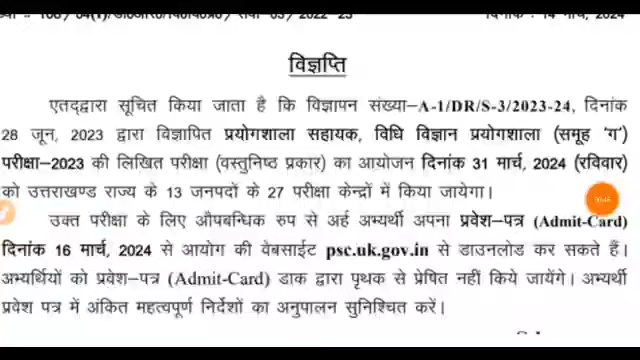 दिनांक : 14 मार्च, 2024
विज्ञप्ति
एतद्द्वारा सूचित किया जाता है कि विज्ञापन संख्या–A-1/DR/S-3/2023-24, दिनांक
28 जून, 2023 द्वारा विज्ञापित प्रयोगशाला सहायक, विधि विज्ञान प्रयोगशाला (समूह ‘ग’)
परीक्षा–2023 की लिखित परीक्षा (वस्तुनिष्ठ प्रकार) का आयोजन दिनांक 31 मार्च, 2024 (रविवार)
को उत्तराखण्ड राज्य के 13 जनपदों के 27 परीक्षा केन्द्रों में किया जायेगा।
उक्त परीक्षा के लिए औपबन्धिक रुप से अर्ह अभ्यर्थी अपना प्रवेश–पत्र (Admit-Card)
दिनांक 16 मार्च, 2024 से आयोग की वेबसाईट psc.uk.gov.in से डाउनलोड कर सकते हैं।
अभ्यर्थियों को प्रवेश–पत्र (Admit-Card) डाक द्वारा पृथक से प्रेषित नहीं किये जायेंगे। अभ्यर्थी
प्रवेश पत्र में अंकित महत्वपूर्ण निर्देशों का अनुपालन सुनिश्चित करें।